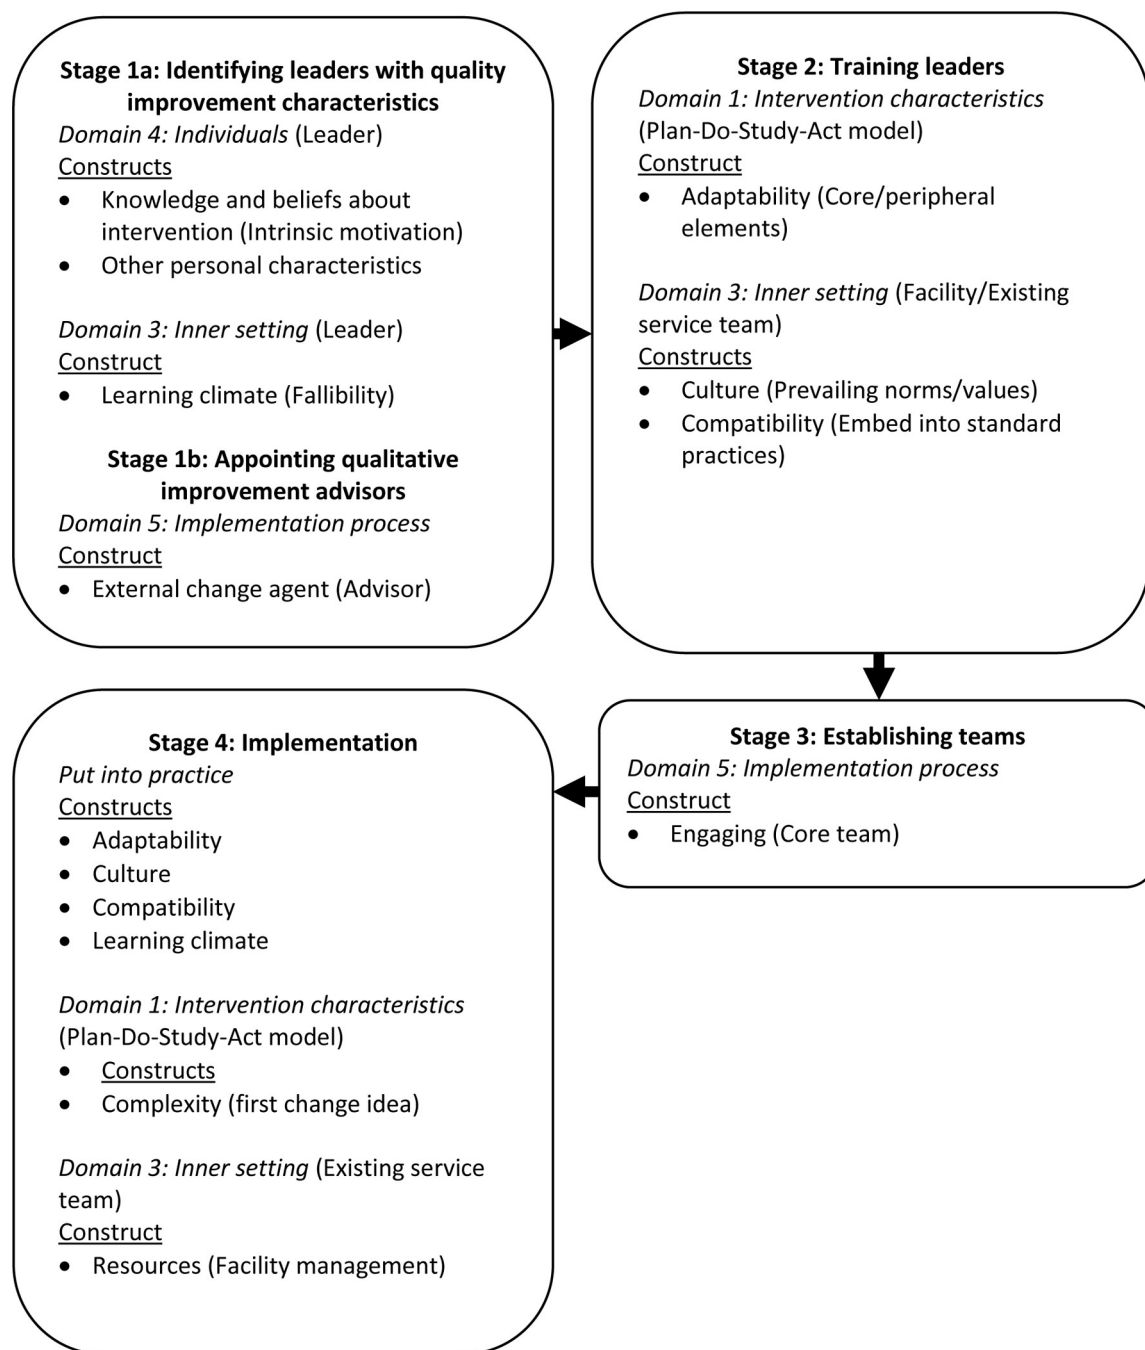 Stage 1a: Identifying leaders with quality
improvement characteristics
Domain 4: Individuals (Leader)
Constructs
• Knowledge and beliefs about
intervention (Intrinsic motivation)
• Other personal characteristics
Domain 3: Inner setting (Leader)
Construct
• Learning climate (Fallibility)
Stage 1b: Appointing qualitative
improvement advisors
Domain 5: Implementation process
Construct
• External change agent (Advisor)
Stage 2: Training leaders
Domain 1: Intervention characteristics
(Plan-Do-Study-Act model)
Construct
• Adaptability (Core/peripheral
elements)
Domain 3: Inner setting (Facility/Existing
service team)
Constructs
• Culture (Prevailing norms/values)
• Compatibility (Embed into standard
practices)
Stage 3: Establishing teams
Domain 5: Implementation process
Construct
• Engaging (Core team)
Stage 4: Implementation
Put into practice
Constructs
• Adaptability
• Culture
• Compatibility
• Learning climate
Domain 1: Intervention characteristics
(Plan-Do-Study-Act model)
• Constructs
• Complexity (first change idea)
Domain 3: Inner setting (Existing service
team)
Construct
• Resources (Facility management)